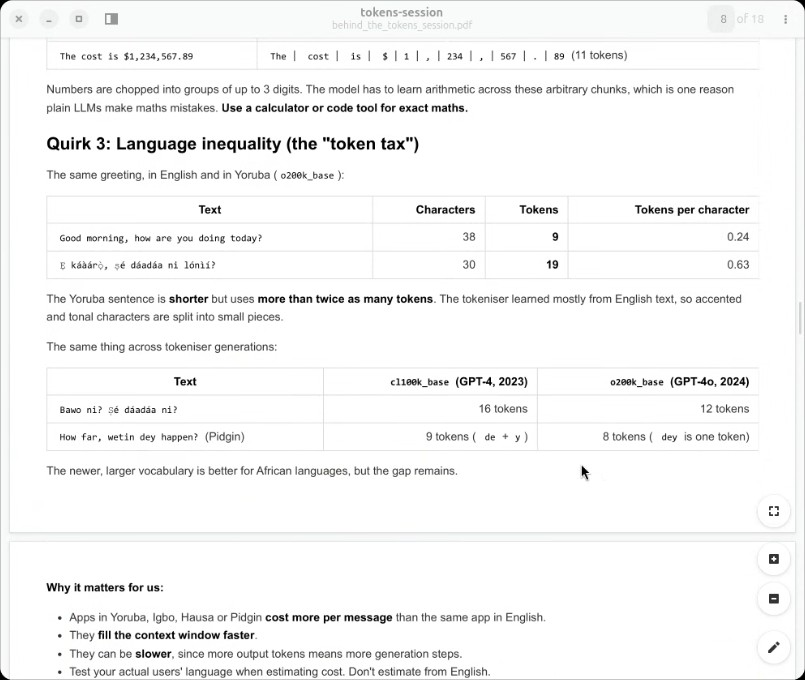 tokens-session
behind_the_tokens_session.pdf
8 of 18
The cost is $1,234,567.89 The | cost | is | $ | 1 | , | 234 | , | 567 | . | 89 (11 tokens)
Numbers are chopped into groups of up to 3 digits. The model has to learn arithmetic across these arbitrary chunks, which is one reason
plain LLMs make maths mistakes. Use a calculator or code tool for exact maths.
Quirk 3: Language inequality (the "token tax")
The same greeting, in English and in Yoruba ( o200k_base ):
Text Characters Tokens Tokens per character
Good morning, how are you doing today? 38 9 0.24
Ẹ káàárọ̀, ṣé dáadáa ni lónìí? 30 19 0.63
The Yoruba sentence is shorter but uses more than twice as many tokens. The tokeniser learned mostly from English text, so accented
and tonal characters are split into small pieces.
The same thing across tokeniser generations:
Text cl100k_base (GPT-4, 2023) o200k_base (GPT-4o, 2024)
Bawo ni? Ṣé dáadáa ni? 16 tokens 12 tokens
How far, wetin dey happen? (Pidgin) 9 tokens ( de + y ) 8 tokens ( dey is one token)
The newer, larger vocabulary is better for African languages, but the gap remains.
Why it matters for us:
• Apps in Yoruba, Igbo, Hausa or Pidgin cost more per message than the same app in English.
• They fill the context window faster.
• They can be slower, since more output tokens means more generation steps.
• Test your actual users' language when estimating cost. Don't estimate from English.